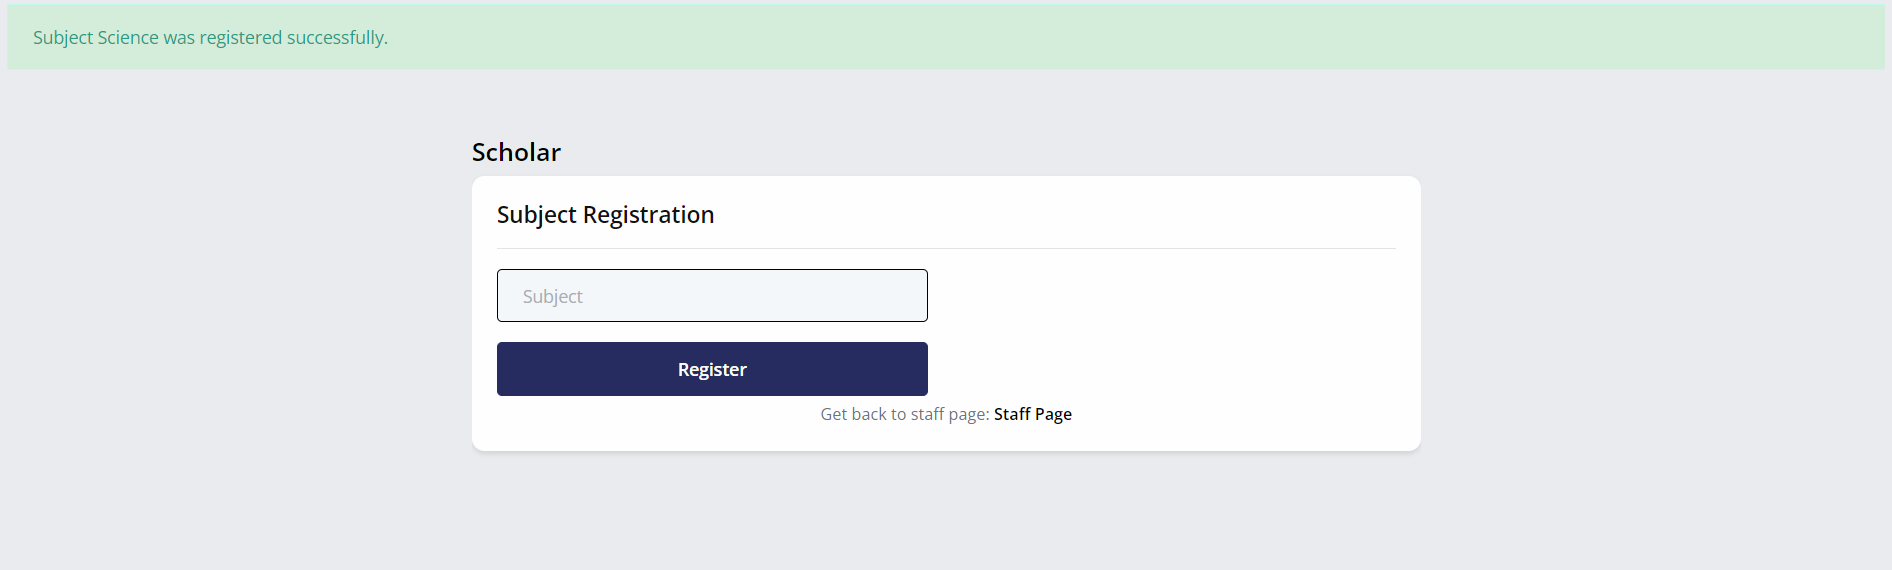 Subject Science was registered successfully.
Scholar
Subject Registration
Subject
Register
Get back to staff page: Staff Page